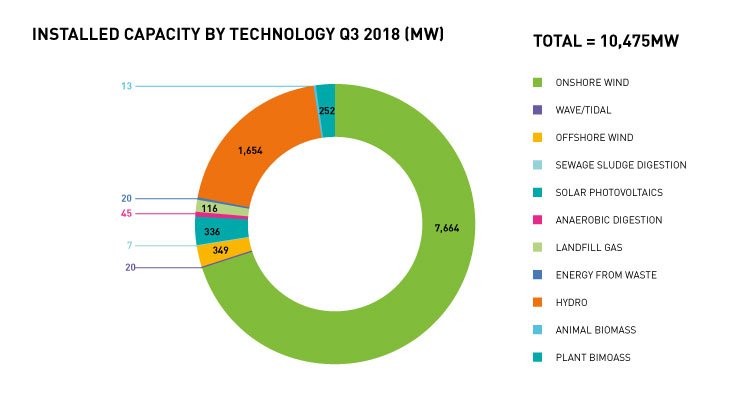 INSTALLED CAPACITY BY TECHNOLOGY Q3 2018 (MW)
TOTAL = 10,475MW
13
252
1,654
20
116
45
336
7
349
20
7,664
ONSHORE WIND
WAVE/TIDAL
OFFSHORE WIND
SEWAGE SLUDGE DIGESTION
SOLAR PHOTOVOLTAICS
ANAEROBIC DIGESTION
LANDFILL GAS
ENERGY FROM WASTE
HYDRO
ANIMAL BIOMASS
PLANT BIMOASS